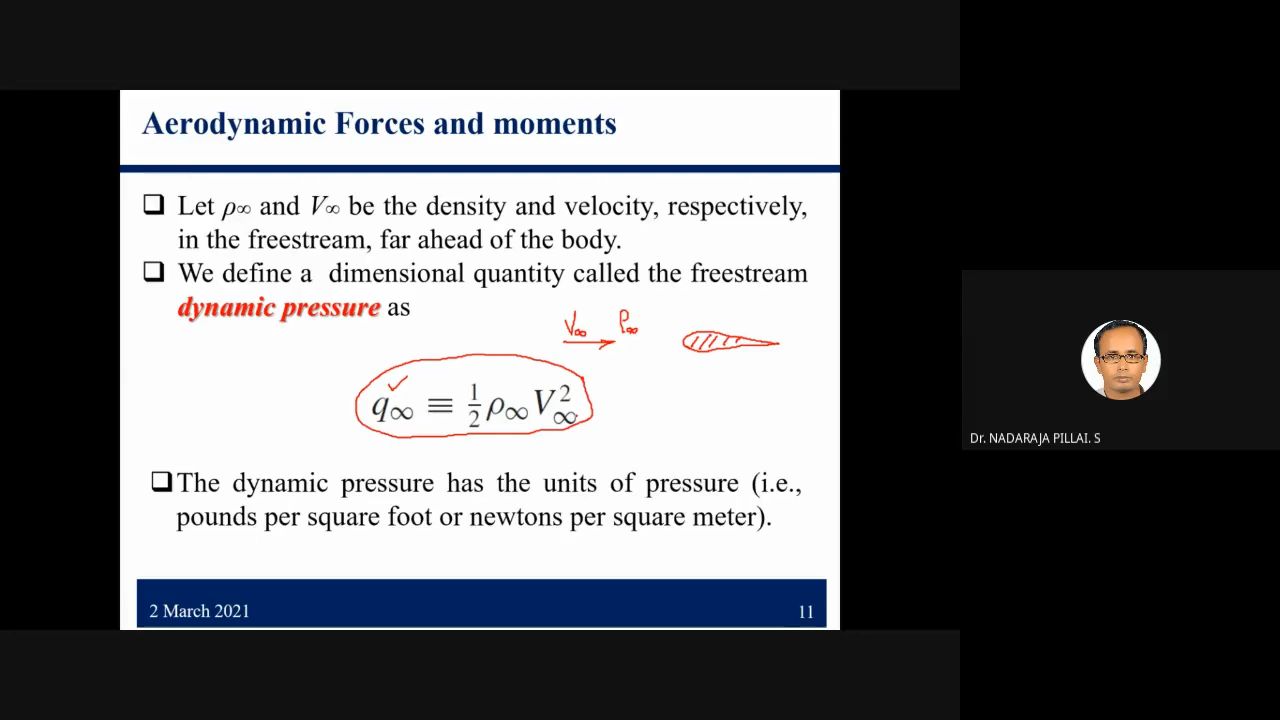 Aerodynamic Forces and moments
❑ Let ρ∞ and V∞ be the density and velocity, respectively,
in the freestream, far ahead of the body.
❑ We define a dimensional quantity called the freestream
dynamic pressure as
V∞ ρ∞
q∞ ≡ ½ ρ∞ V∞²
❑ The dynamic pressure has the units of pressure (i.e.,
pounds per square foot or newtons per square meter).
2 March 2021
11
Dr. NADARAJA PILLAI. S